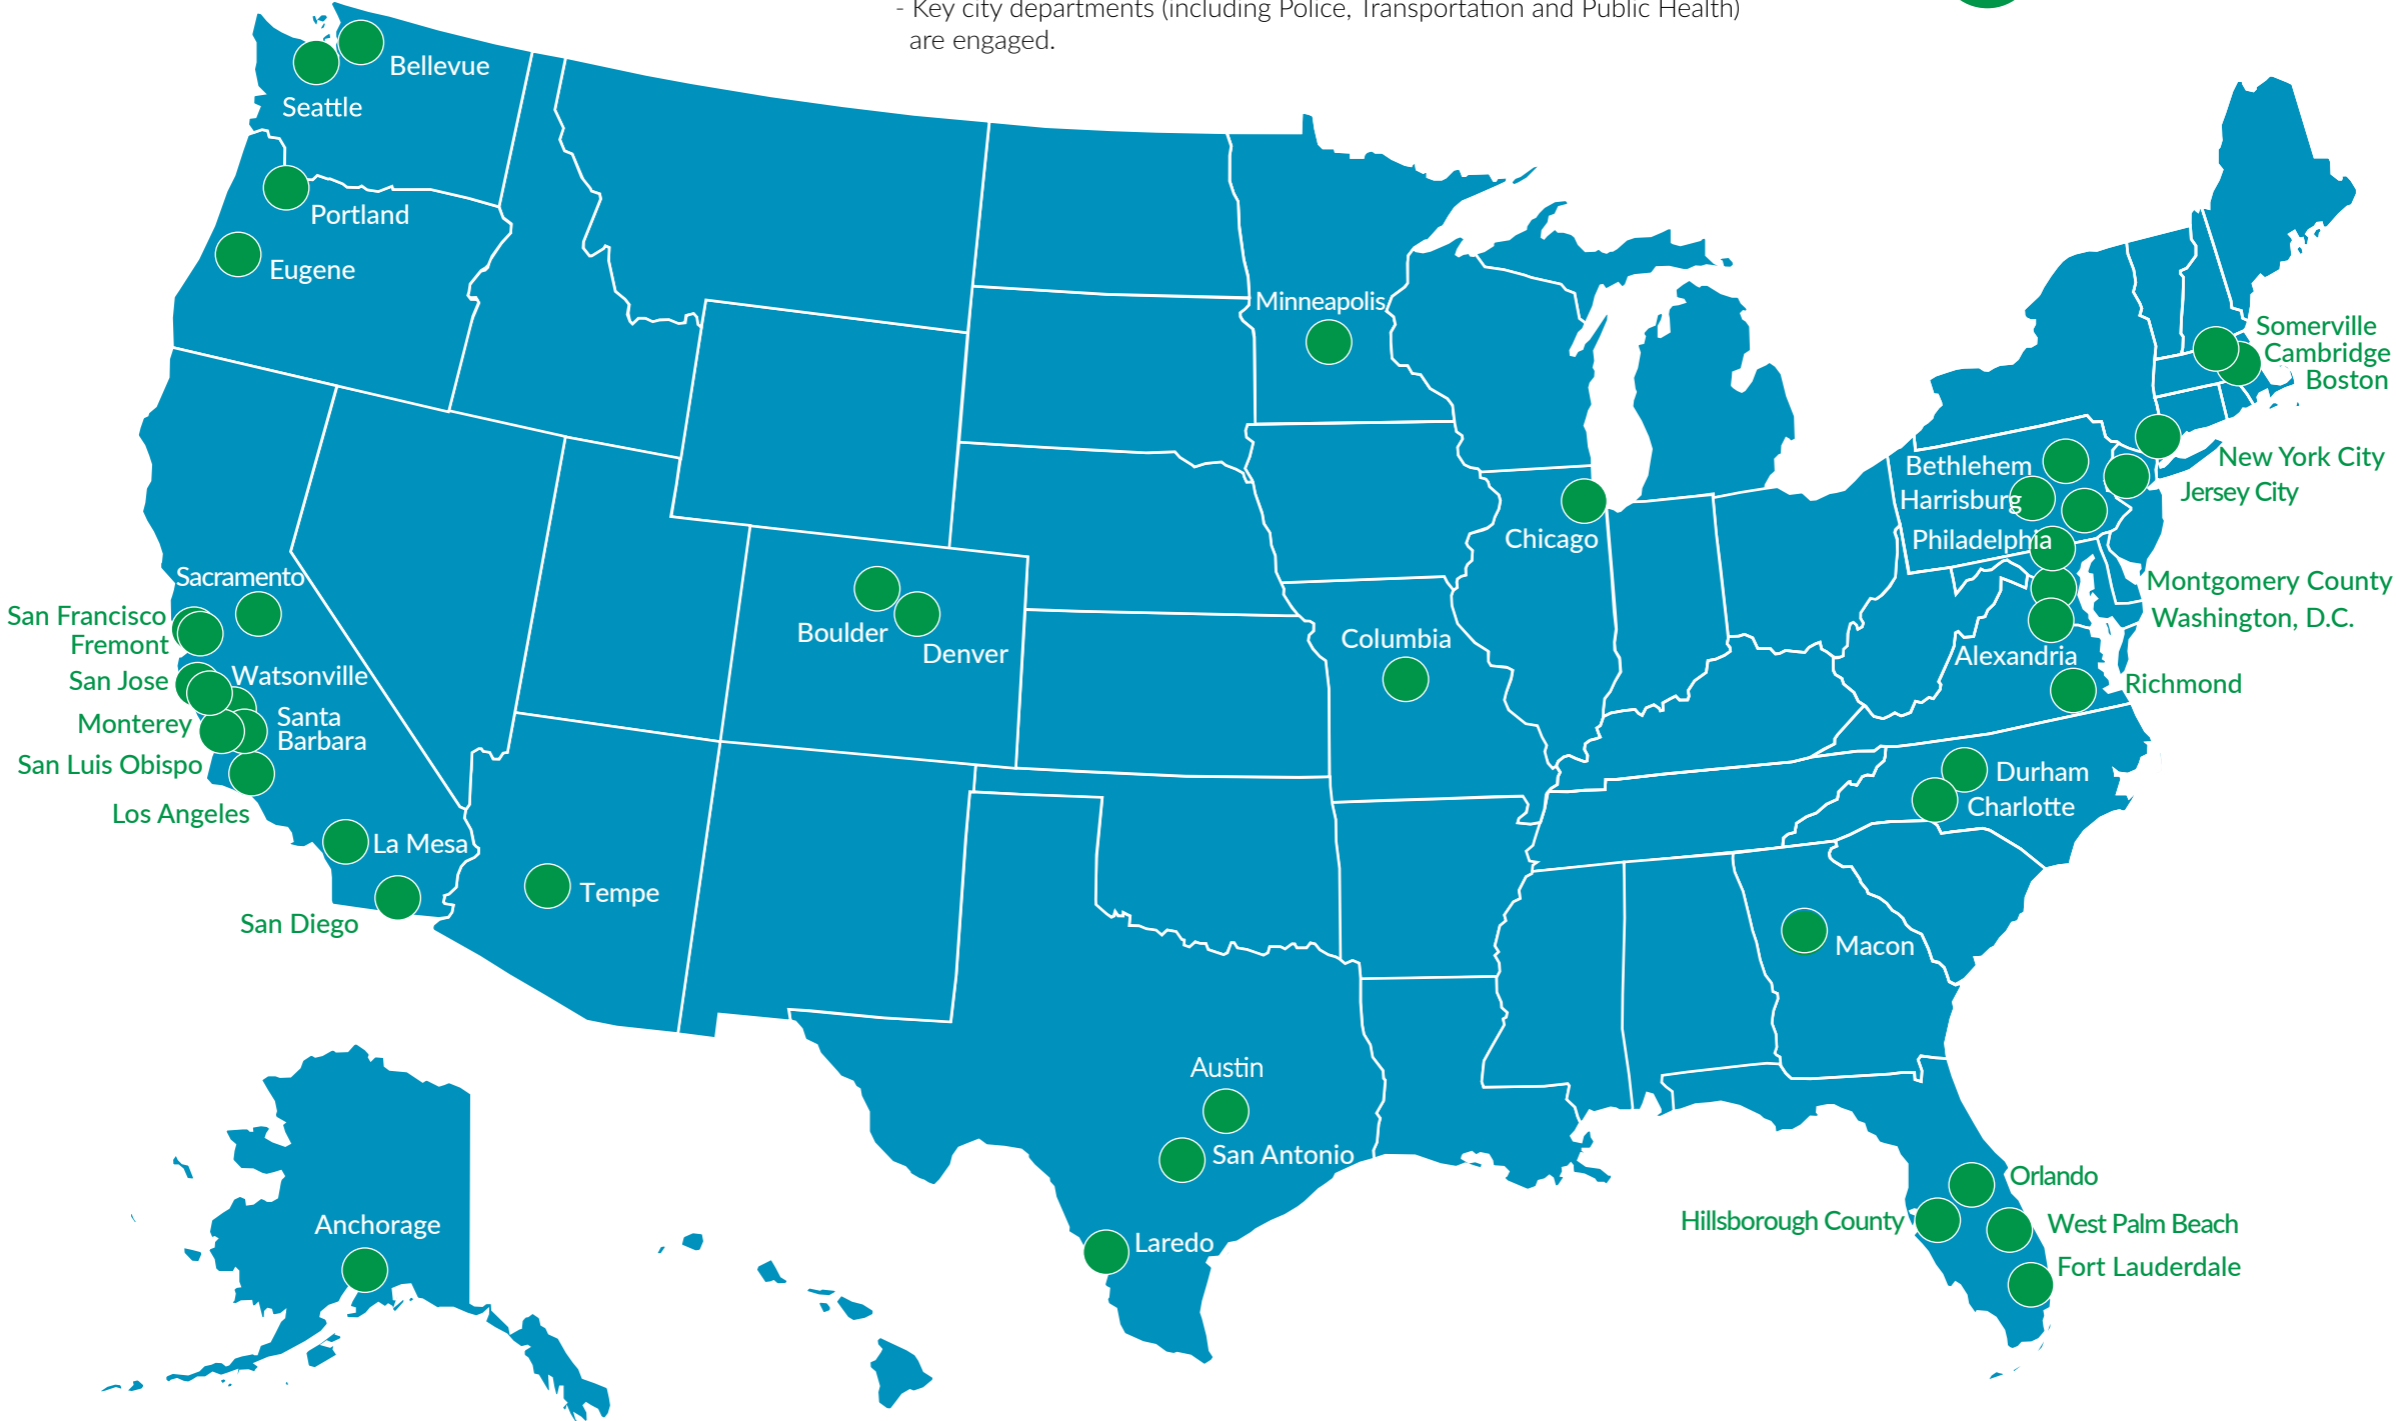 - Key city departments (including Police, Transportation and Public Health)
are engaged.
Bellevue
Seattle
Portland
Eugene
Minneapolis
Somerville
Cambridge
Boston
New York City
Bethlehem
Jersey City
Harrisburg
Chicago
Philadelphia
Sacramento
Montgomery County
San Francisco
Washington, D.C.
Boulder
Columbia
Fremont
Denver
Alexandria
Watsonville
San Jose
Richmond
Santa
Barbara
Monterey
San Luis Obispo
Durham
Charlotte
Los Angeles
La Mesa
Tempe
San Diego
Macon
Austin
San Antonio
Orlando
Hillsborough County
West Palm Beach
Anchorage
Laredo
Fort Lauderdale